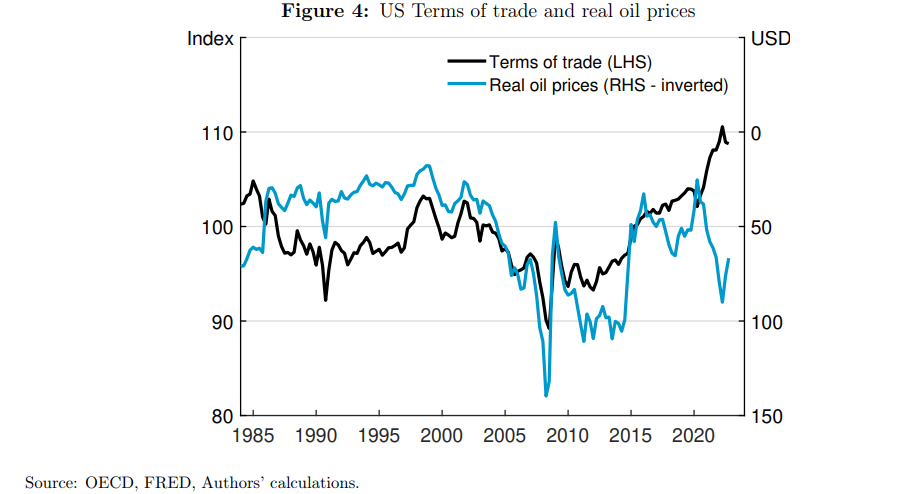 Figure 4: US Terms of trade and real oil prices
Index USD
Terms of trade (LHS)
Real oil prices (RHS - inverted)
110 0
100 50
90 100
80 150
1985 1990 1995 2000 2005 2010 2015 2020
Source: OECD, FRED, Authors' calculations.